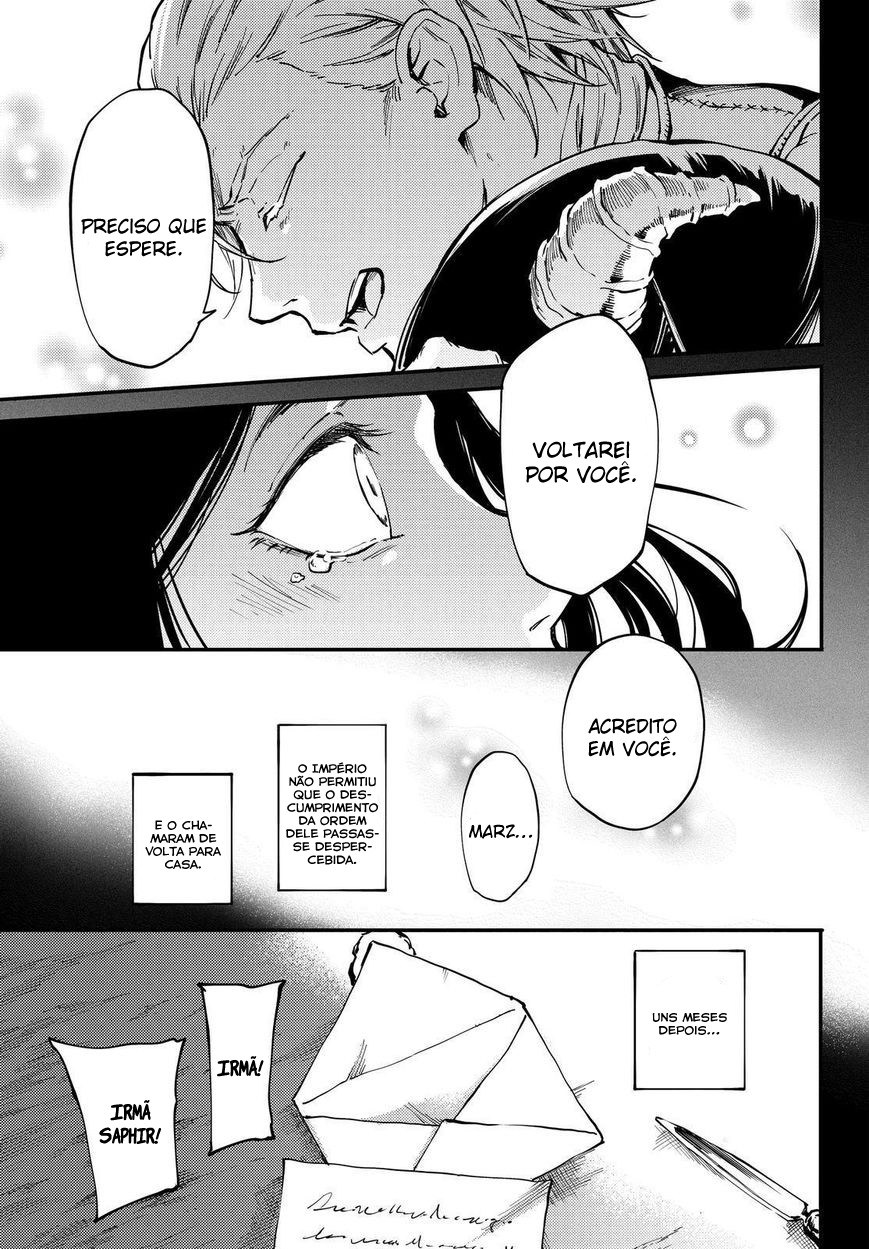 PRECISO QUE
ESPERE.
VOLTAREI
POR VOCÊ.
ACREDITO
EM VOCÊ.
MARZ...
O IMPÉRIO
NÃO PERMITIU
QUE O DES-
CUMPRIMENTO
DA ORDEM
DELE PASSAS-
SE DESPER-
CEBIDA.
E O CHA-
MARAM DE
VOLTA PARA
CASA.
UNS MESES
DEPOIS...
IRMÃ!
IRMÃ
SAPHIR!